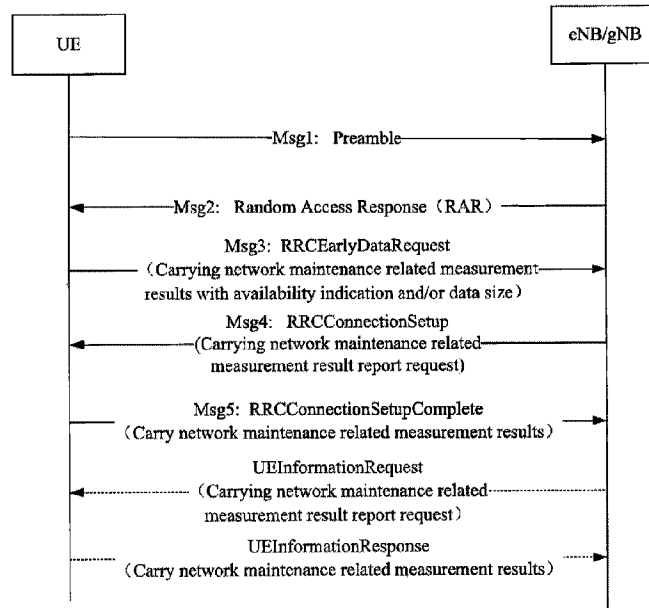 UE
eNB/gNB
Msg1: Preamble
Msg2: Random Access Response（RAR）
Msg3: RRCEarlyDataRequest
（Carrying network maintenance related measurement
results with availability indication and/or data size）
Msg4: RRCConnectionSetup
(Carrying network maintenance related
measurement result report request)
Msg5: RRCConnectionSetupComplete
（Carry network maintenance related measurement results）
UEInformationRequest
（Carrying network maintenance related
measurement result report request）
UEInformationResponse
（Carry network maintenance related measurement results）